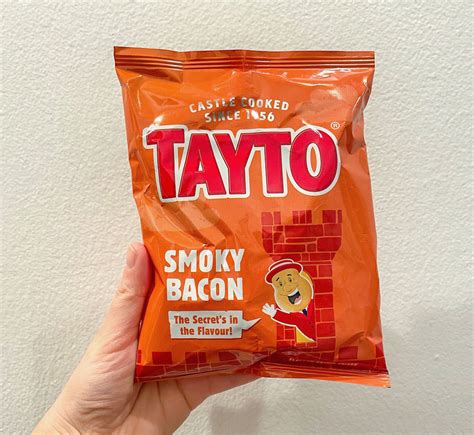 CASTLE COOKED
SINCE 1956
TAYTO®
SMOKY
BACON
The Secret's in
the Flavour!